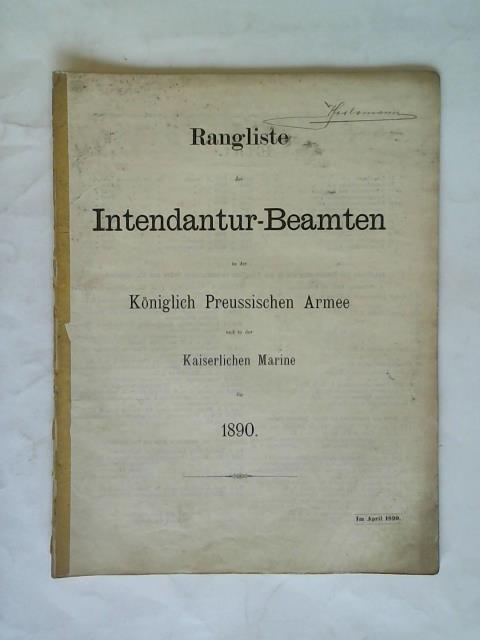 Rangliste
der
Intendantur-Beamten
in der
Königlich Preussischen Armee
und in der
Kaiserlichen Marine
für
1890.
Im April 1890.